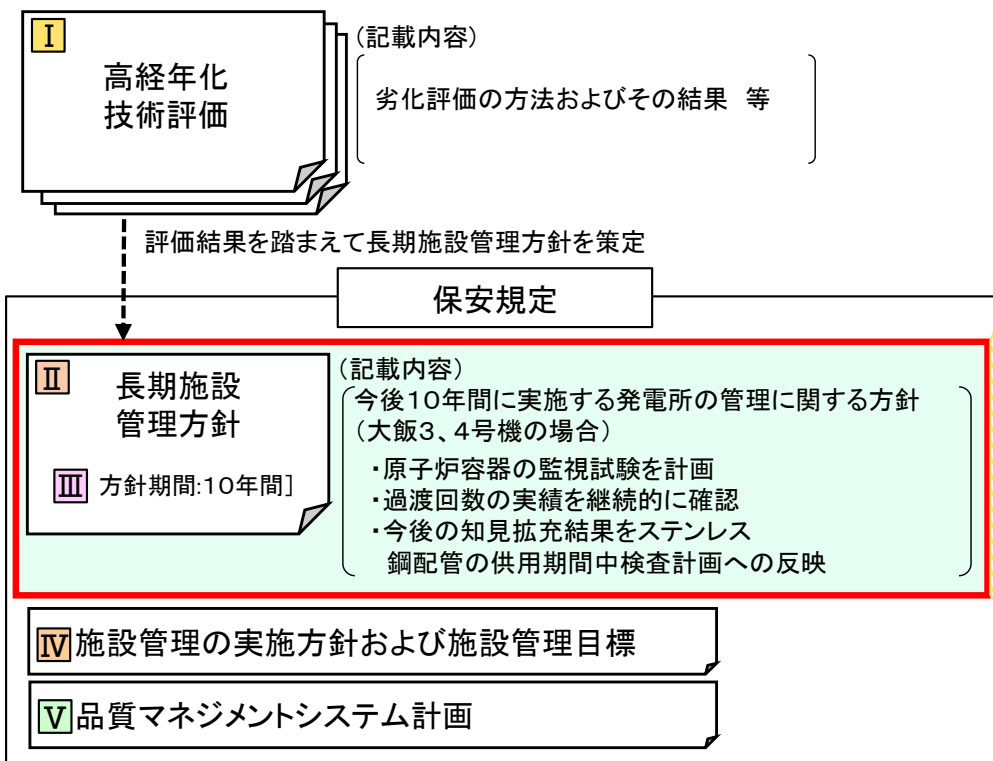 Ⅰ
高経年化
技術評価
(記載内容)
劣化評価の方法およびその結果 等
評価結果を踏まえて長期施設管理方針を策定
保安規定
Ⅱ
長期施設
管理方針
Ⅲ 方針期間:10年間]
(記載内容)
今後10年間に実施する発電所の管理に関する方針
(大飯3、4号機の場合)
・原子炉容器の監視試験を計画
・過渡回数の実績を継続的に確認
・今後の知見拡充結果をステンレス
鋼配管の供用期間中検査計画への反映
Ⅳ 施設管理の実施方針および施設管理目標
Ⅴ 品質マネジメントシステム計画